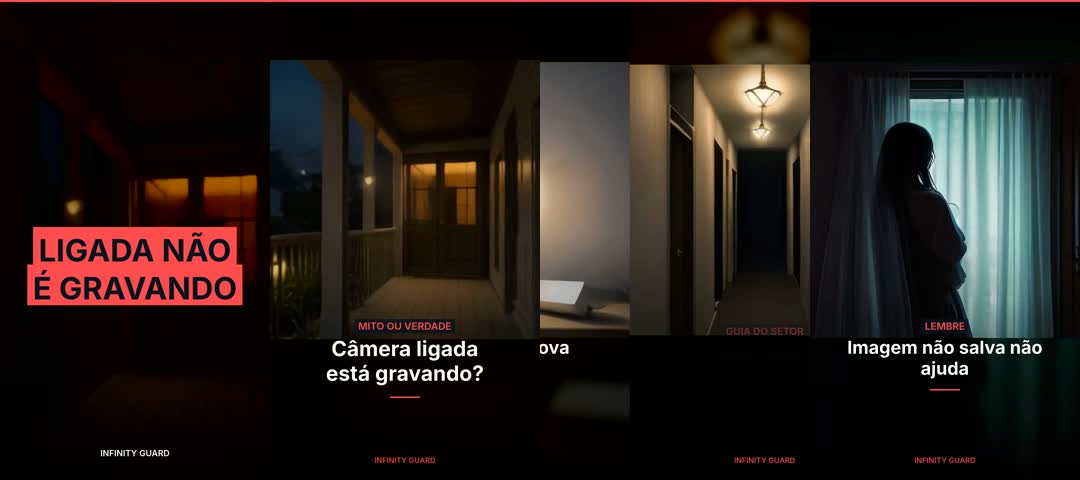 LIGADA NÃO
É GRAVANDO
INFINITY GUARD
MITO OU VERDADE
Câmera ligada
está gravando?
INFINITY GUARD
ova
GUIA DO SETOR
INFINITY GUARD
LEMBRE
Imagem não salva não
ajuda
INFINITY GUARD